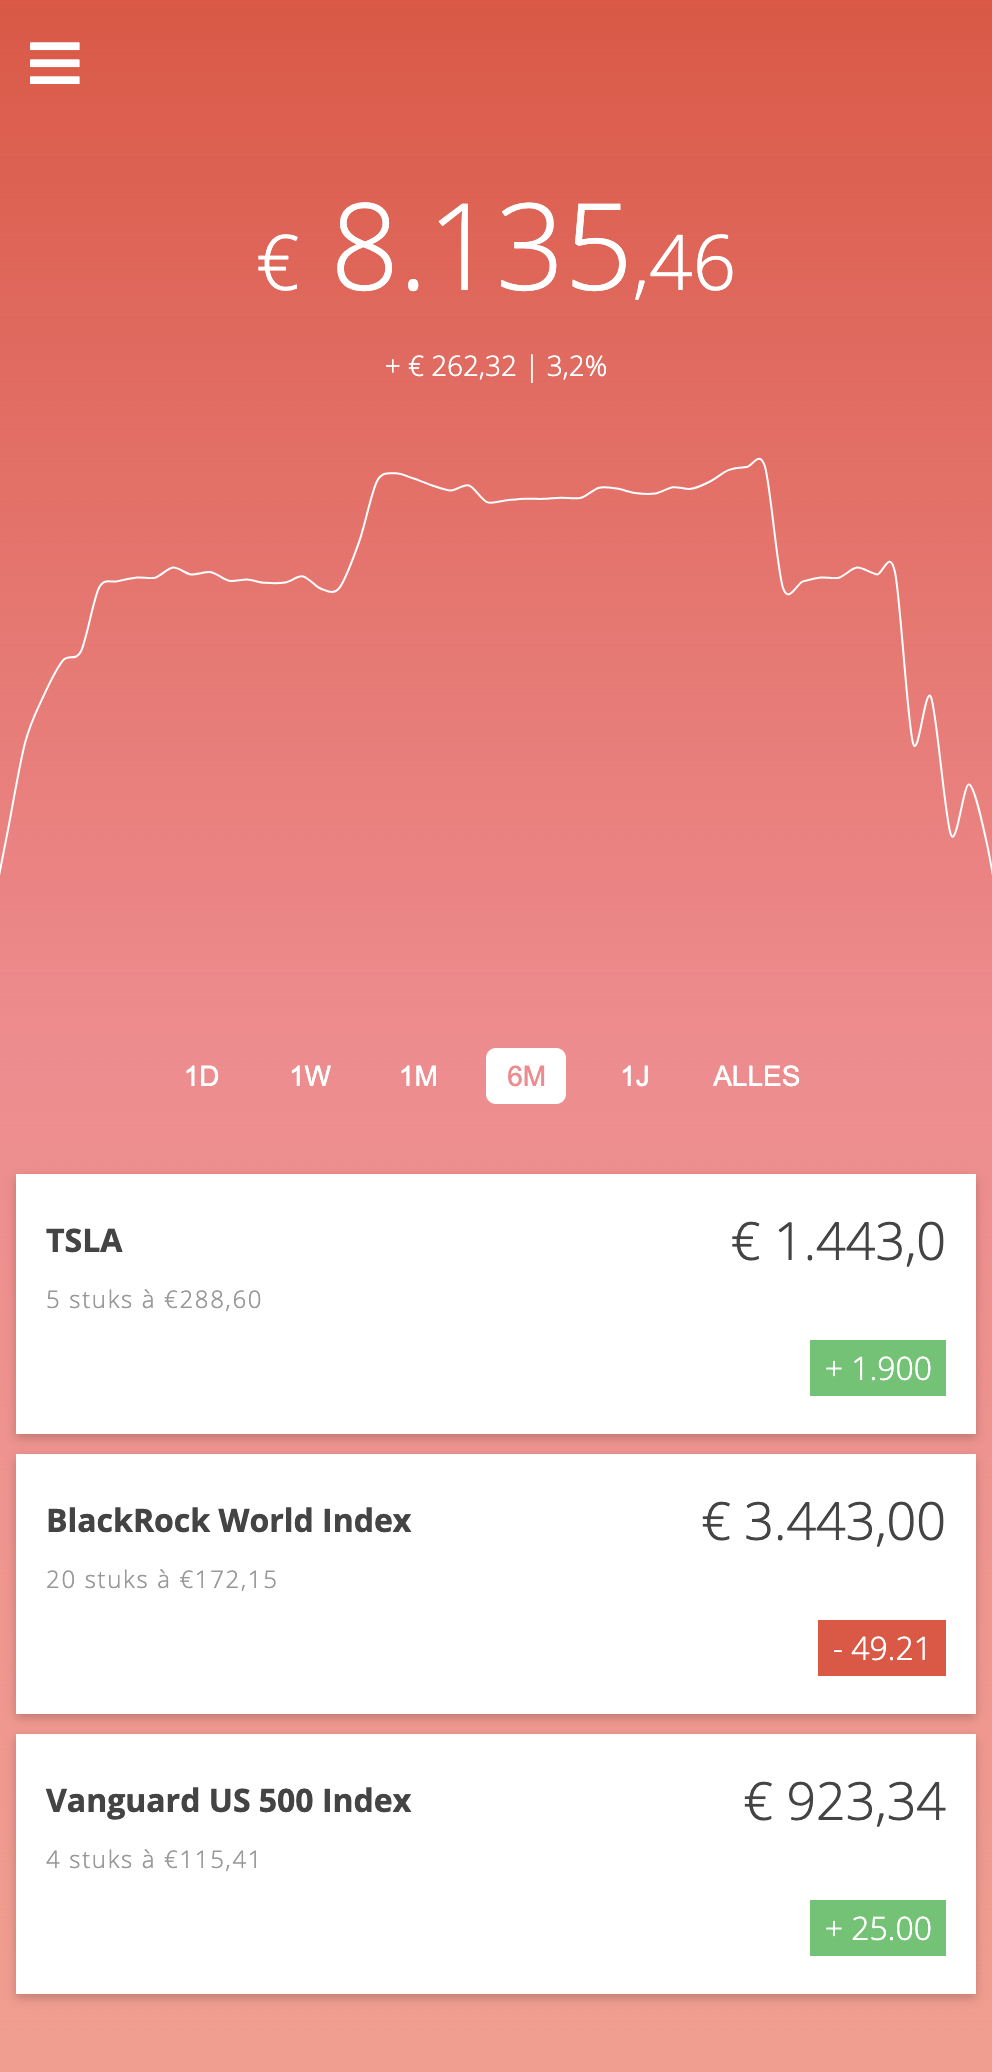 € 8.135,46
+ € 262,32 | 3,2%
1D 1W 1M 6M 1J ALLES
TSLA € 1.443,0
5 stuks à €288,60
+ 1.900
BlackRock World Index € 3.443,00
20 stuks à €172,15
- 49.21
Vanguard US 500 Index € 923,34
4 stuks à €115,41
+ 25.00